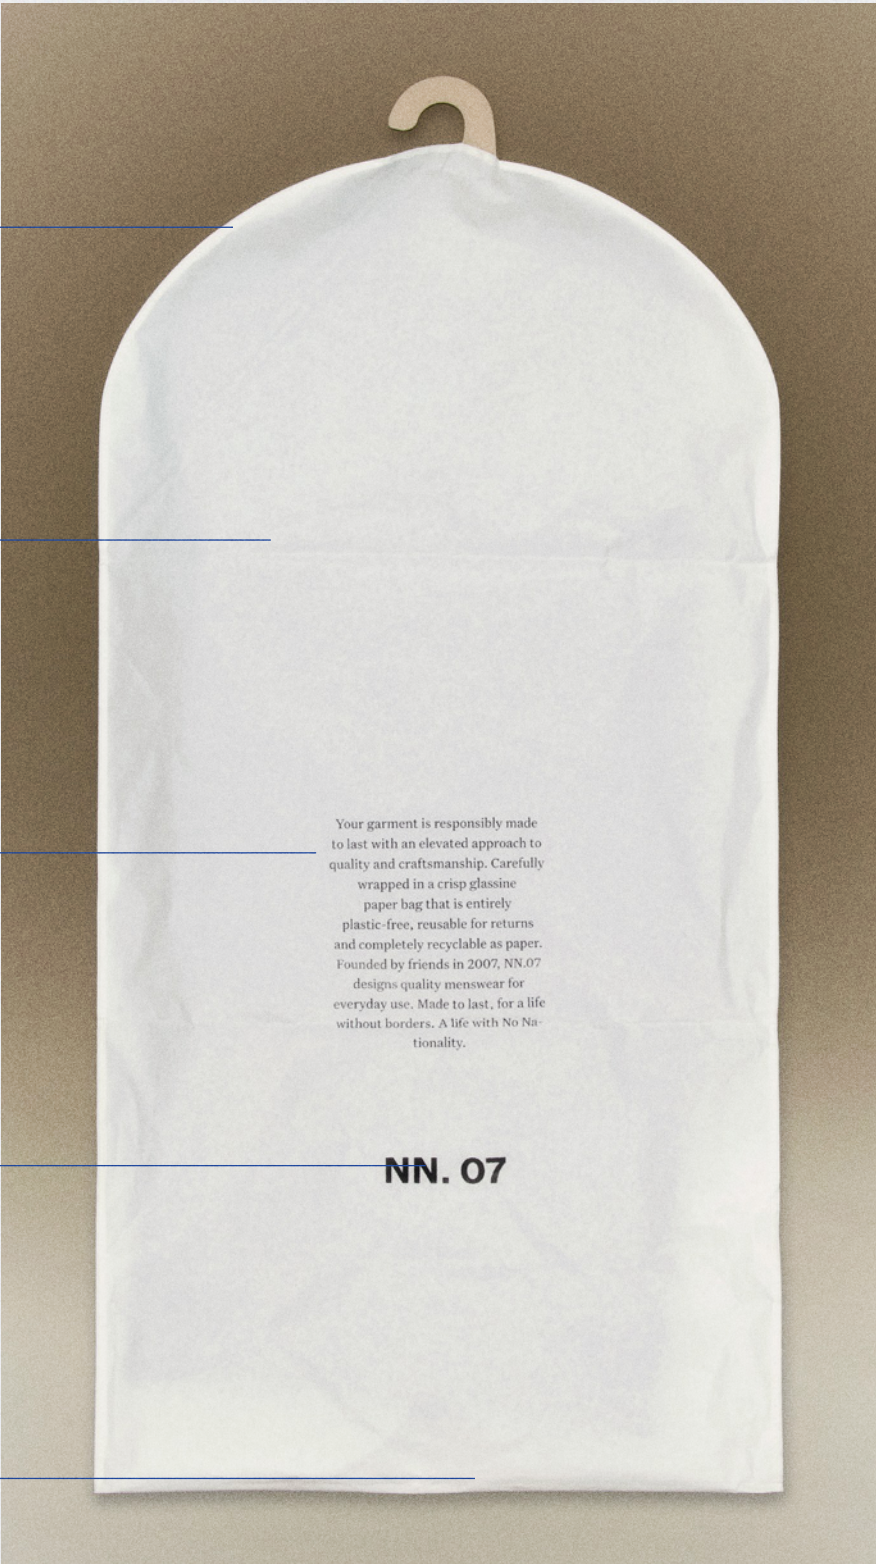 Your garment is responsibly made
to last with an elevated approach to
quality and craftsmanship. Carefully
wrapped in a crisp glassine
paper bag that is entirely
plastic-free, reusable for returns
and completely recyclable as paper.
Founded by friends in 2007, NN.07
designs quality menswear for
everyday use. Made to last, for a life
without borders. A life with No Na-
tionality.
NN. 07